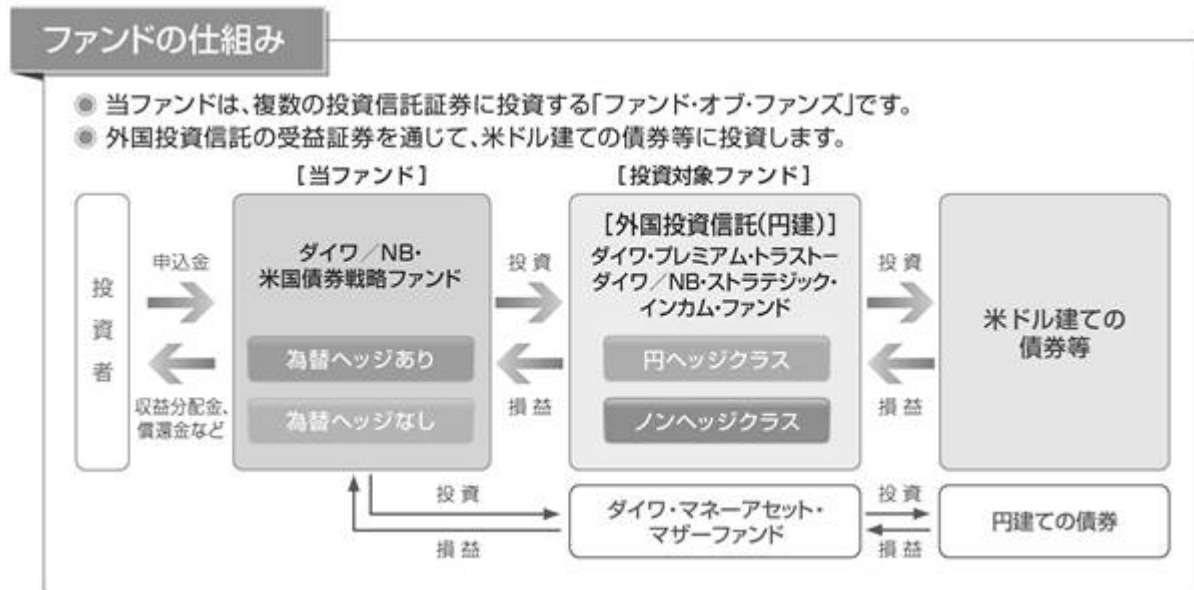 ファンドの仕組み
◉ 当ファンドは、複数の投資信託証券に投資する「ファンド・オブ・ファンズ」です。
◉ 外国投資信託の受益証券を通じて、米ドル建ての債券等に投資します。
[当ファンド]
[投資対象ファンド]
投資者
申込金
収益分配金、
償還金など
ダイワ／NB・
米国債券戦略ファンド
為替ヘッジあり
為替ヘッジなし
投資
損益
[外国投資信託(円建)]
ダイワ・プレミアム・トラスト－
ダイワ／NB・ストラテジック・
インカム・ファンド
円ヘッジクラス
ノンヘッジクラス
投資
損益
米ドル建ての
債券等
投資
損益
ダイワ・マネーアセット・
マザーファンド
投資
損益
円建ての債券